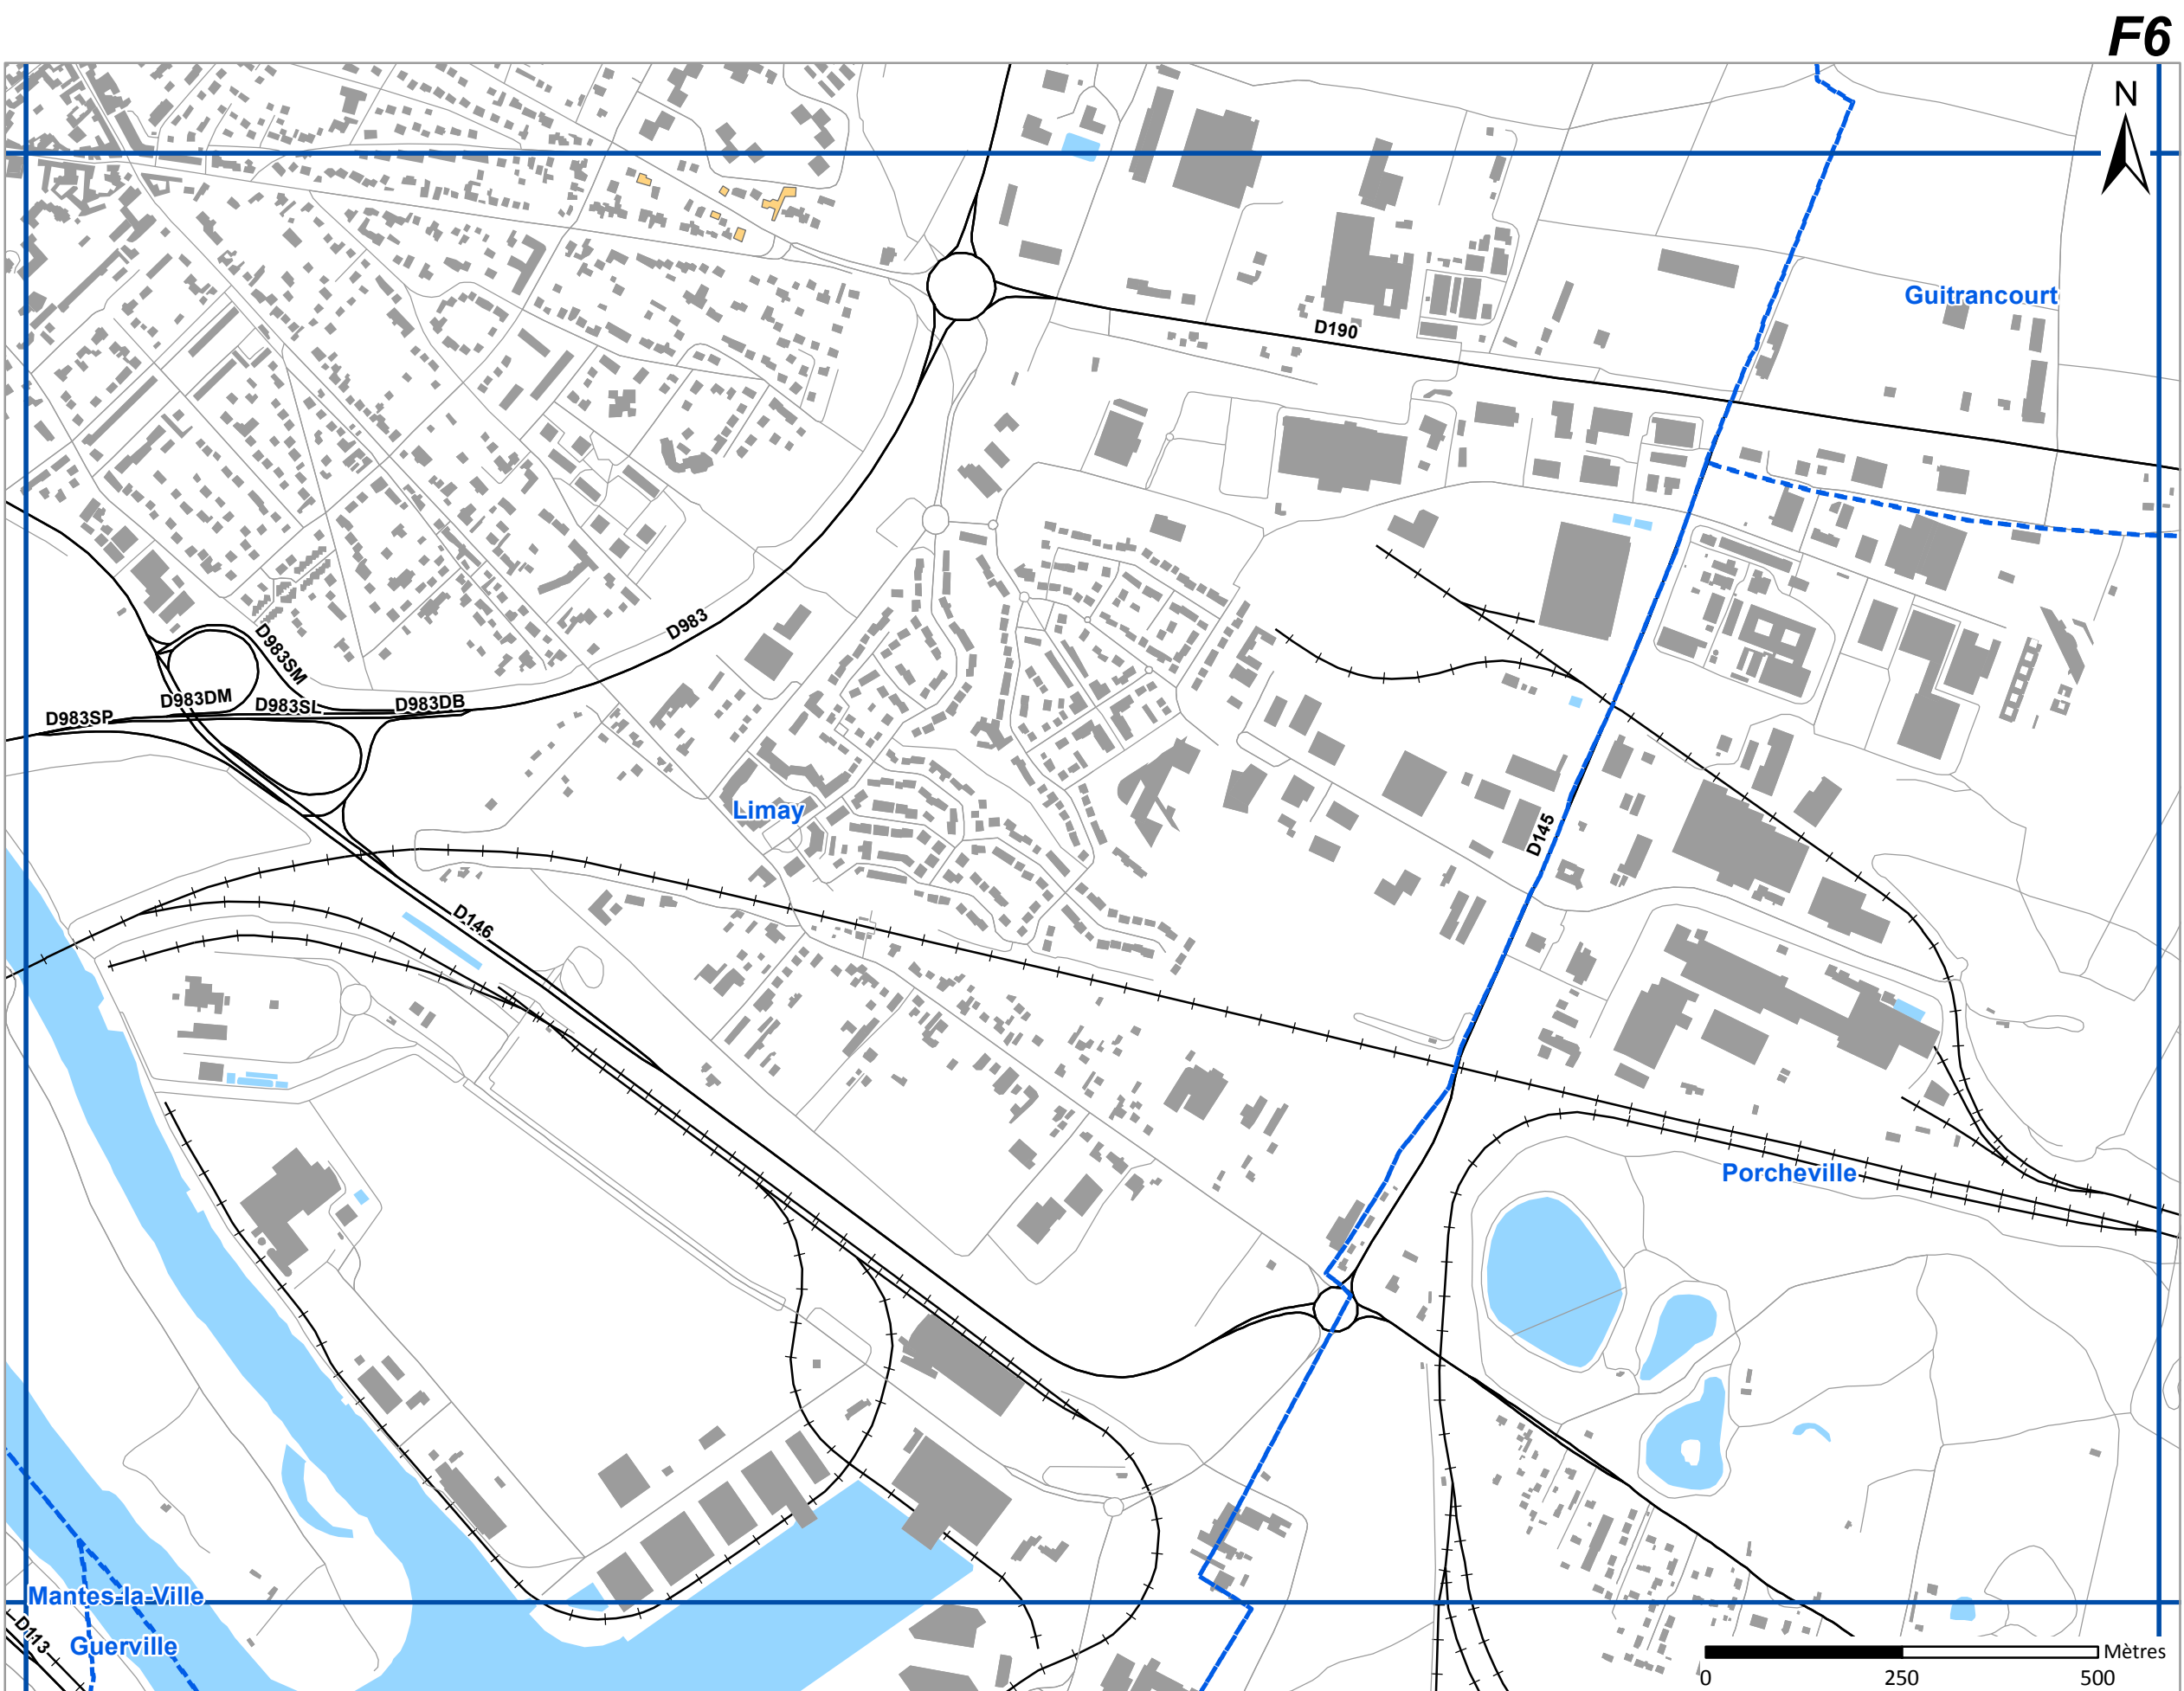 F6
N
Guitrancourt
D190
D983
D983SM
D983DM
D983SL
D983DB
D983SP
Limay
D145
D146
Porcheville
Mantes-la-Ville
Guerville
D113
Mètres
0 250 500